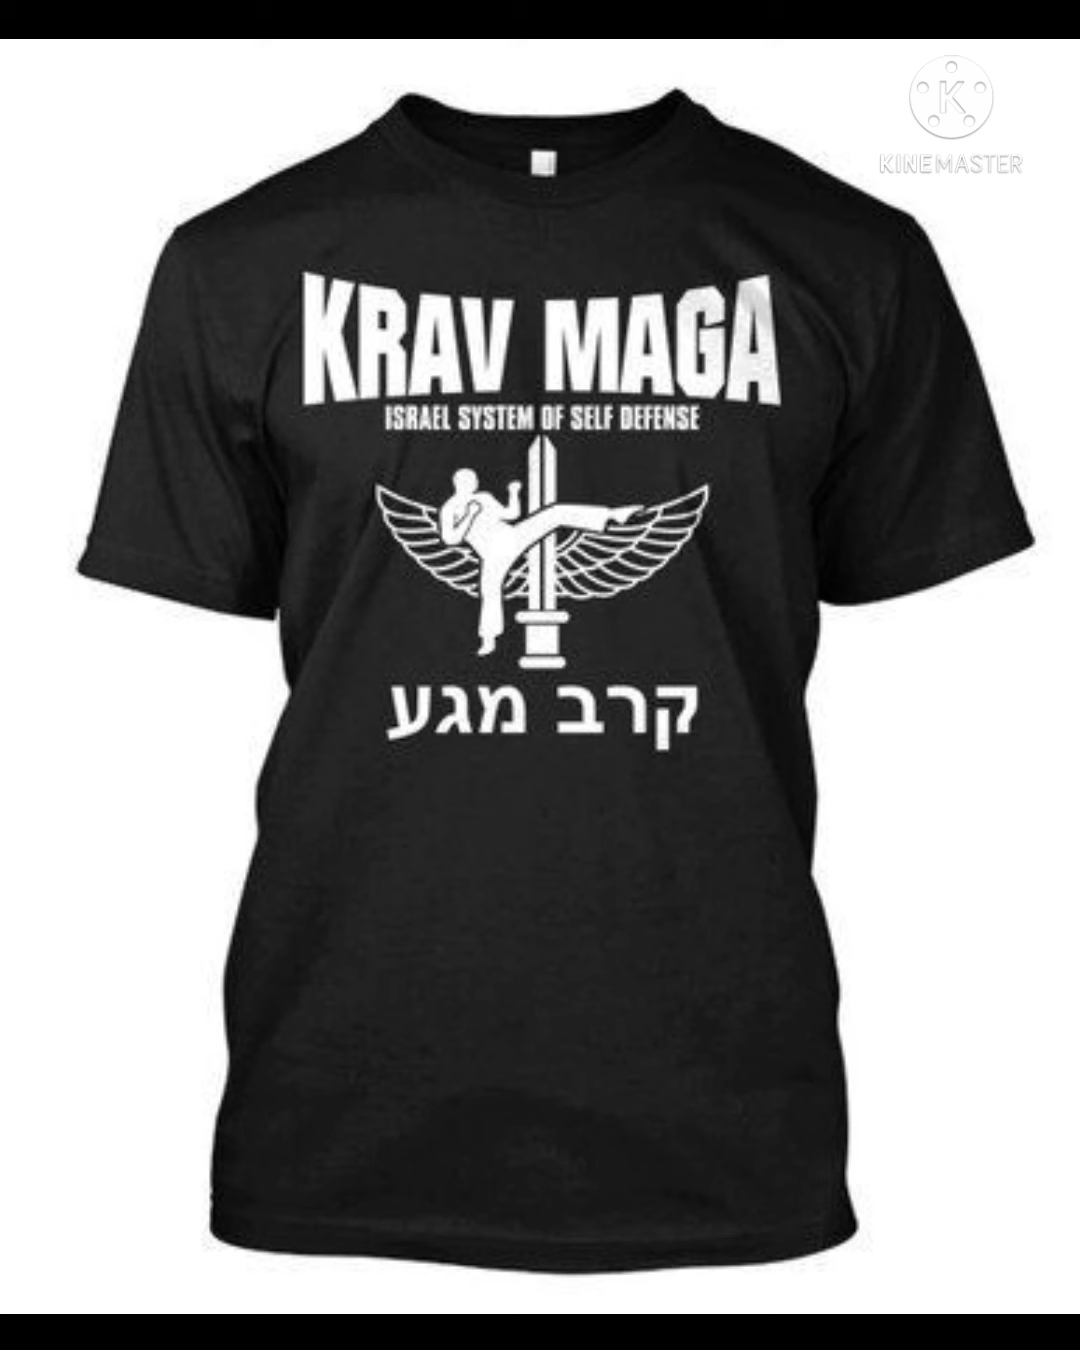 KINEMASTER
KRAV MAGA
ISRAEL SYSTEM OF SELF DEFENSE
קרב מגע